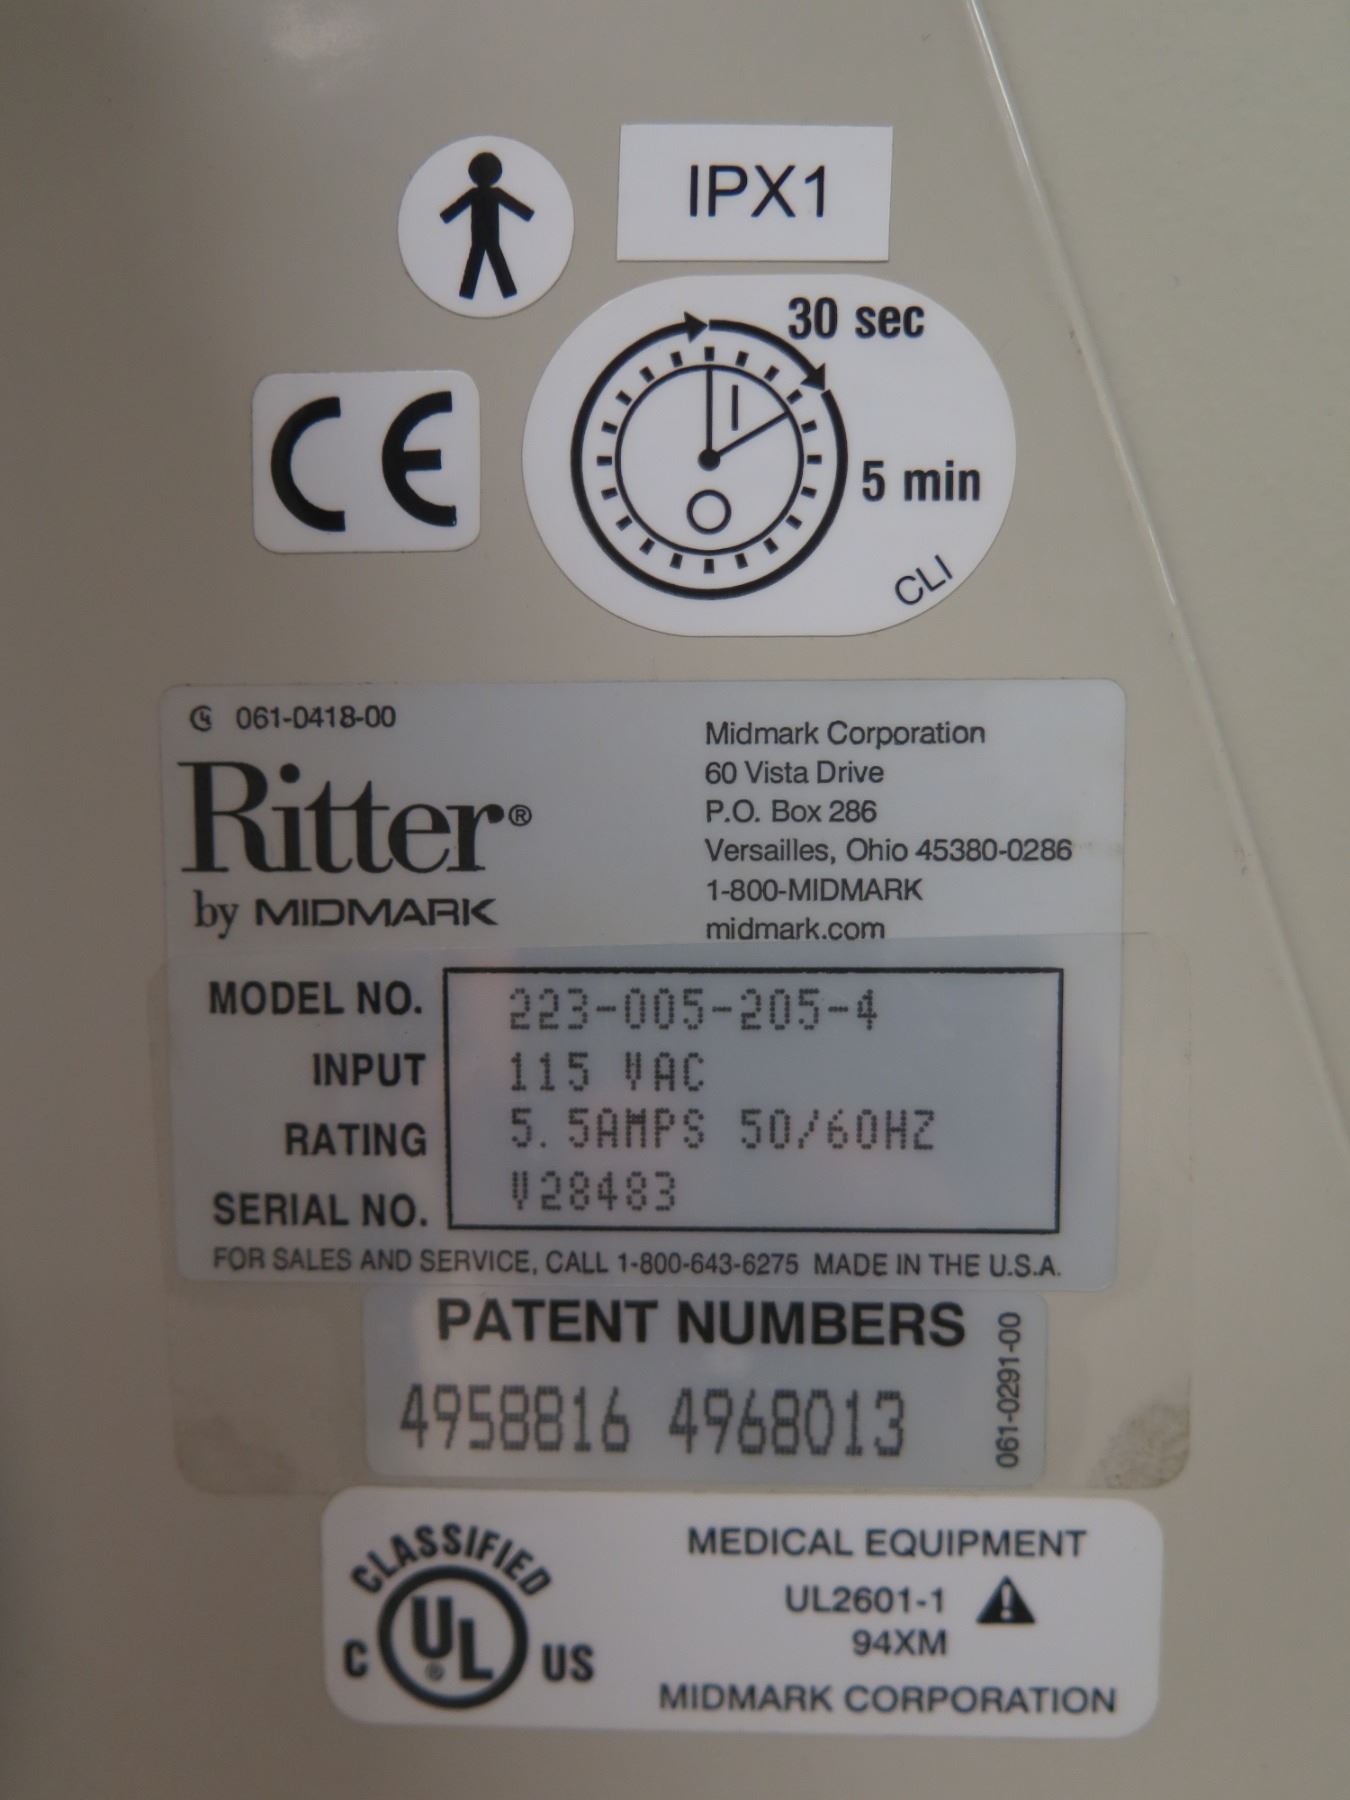 IPX1
30 sec
5 min
CLI
CE
061-0418-00
Ritter®
by MIDMARK
Midmark Corporation
60 Vista Drive
P.O. Box 286
Versailles, Ohio 45380-0286
1-800-MIDMARK
midmark.com
MODEL NO. 223-005-205-4
INPUT 115 VAC
RATING 5.5AMPS 50/60HZ
SERIAL NO. V28483
FOR SALES AND SERVICE, CALL 1-800-643-6275 MADE IN THE U.S.A.
PATENT NUMBERS
4958816 4968013
061-0291-00
CLASSIFIED
C UL® US
MEDICAL EQUIPMENT
UL2601-1
94XM
MIDMARK CORPORATION